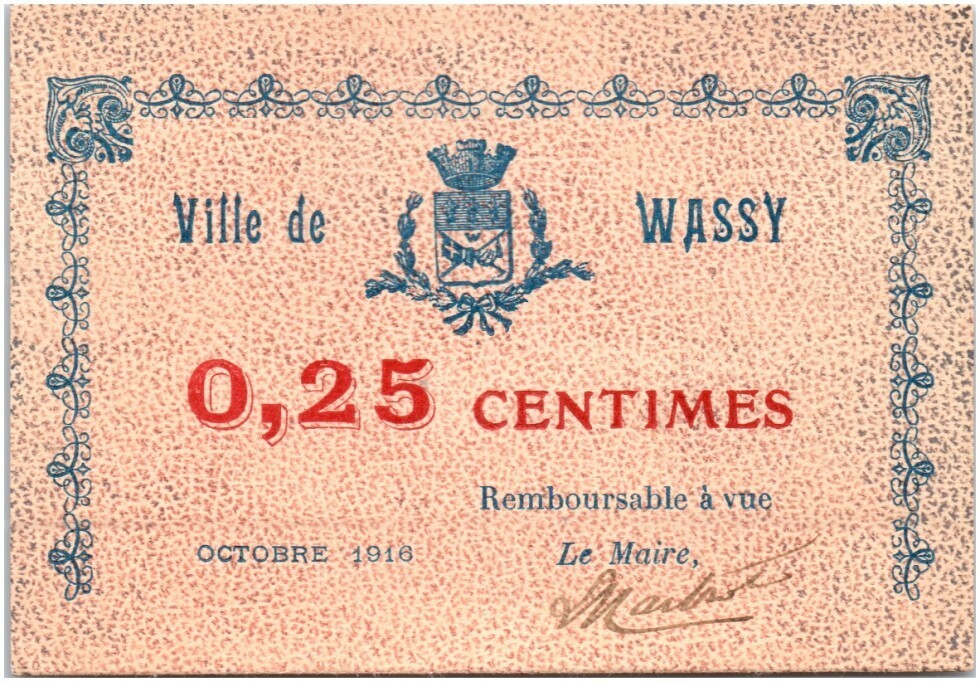 Ville de WASSY
0,25 CENTIMES
Remboursable à vue
OCTOBRE 1916 Le Maire,